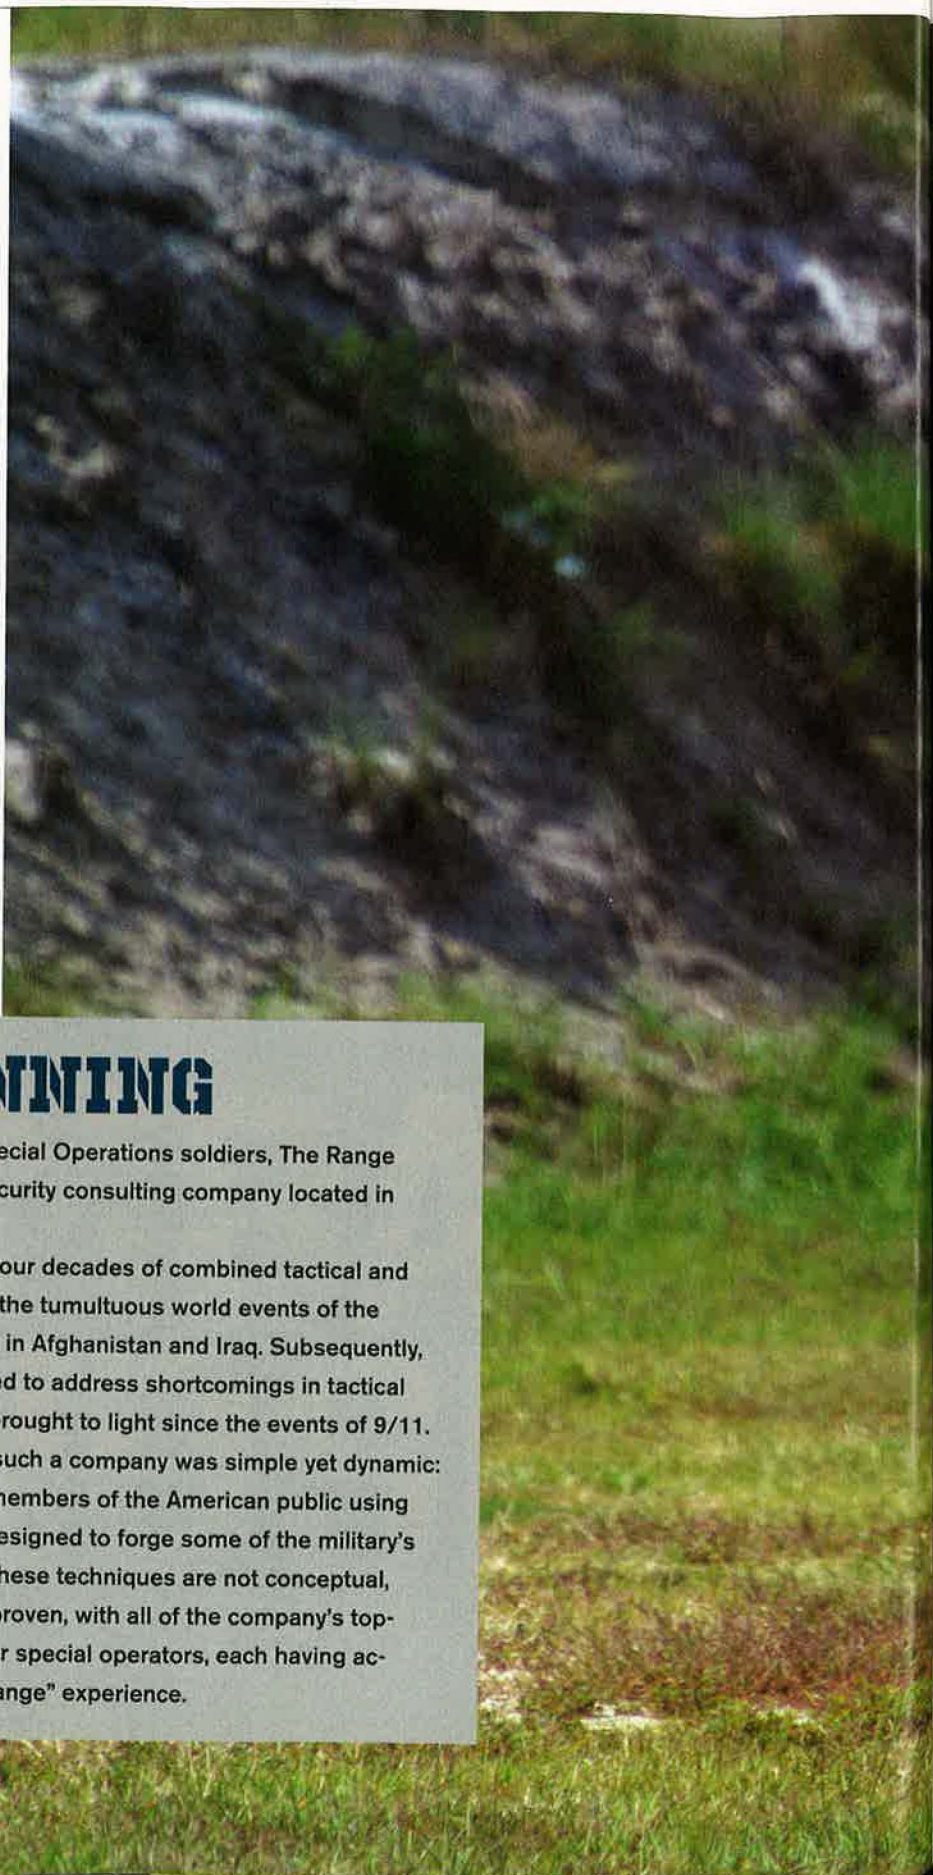 NNING
ecial Operations soldiers, The Range
curity consulting company located in
our decades of combined tactical and
the tumultuous world events of the
in Afghanistan and Iraq. Subsequently,
ed to address shortcomings in tactical
rought to light since the events of 9/11.
such a company was simple yet dynamic:
members of the American public using
esigned to forge some of the military's
hese techniques are not conceptual,
proven, with all of the company's top-
r special operators, each having ac-
ange” experience.